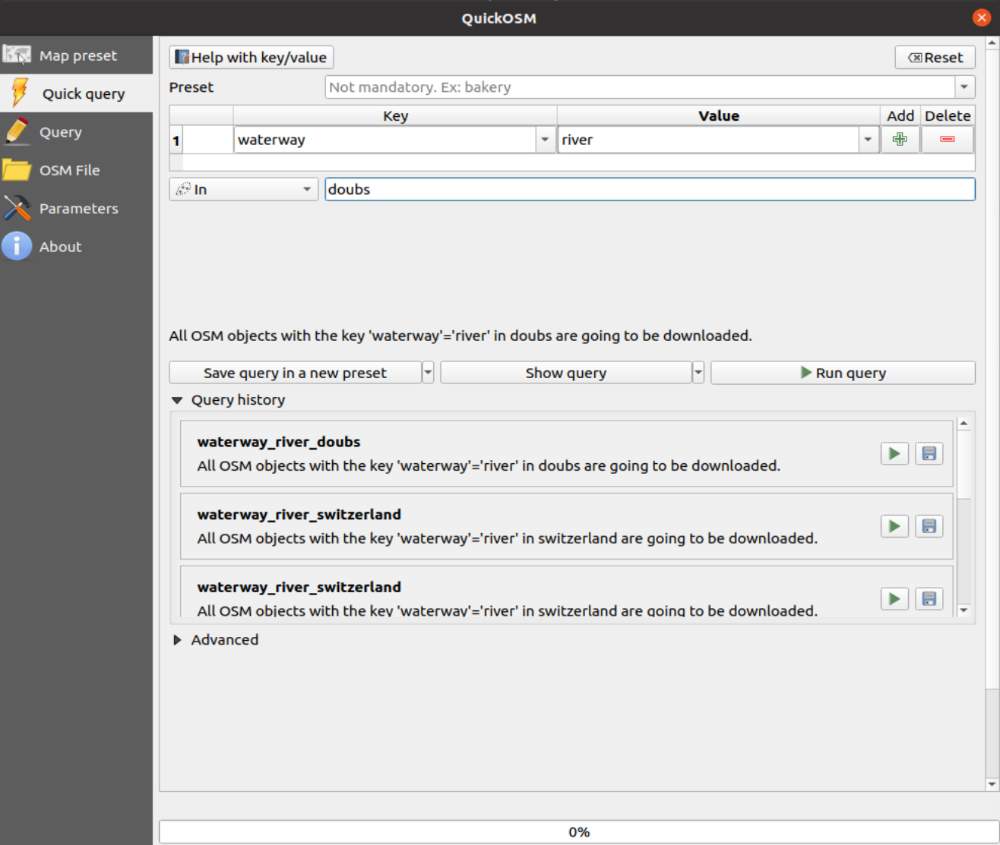 QuickOSM
Map preset
Quick query
Query
OSM File
Parameters
About
Help with key/value
Reset
Preset
Not mandatory. Ex: bakery
Key Value Add Delete
1 waterway river
In doubs
All OSM objects with the key 'waterway'='river' in doubs are going to be downloaded.
Save query in a new preset Show query Run query
Query history
waterway_river_doubs
All OSM objects with the key 'waterway'='river' in doubs are going to be downloaded.
waterway_river_switzerland
All OSM objects with the key 'waterway'='river' in switzerland are going to be downloaded.
waterway_river_switzerland
All OSM objects with the key 'waterway'='river' in switzerland are going to be downloaded.
Advanced
0%